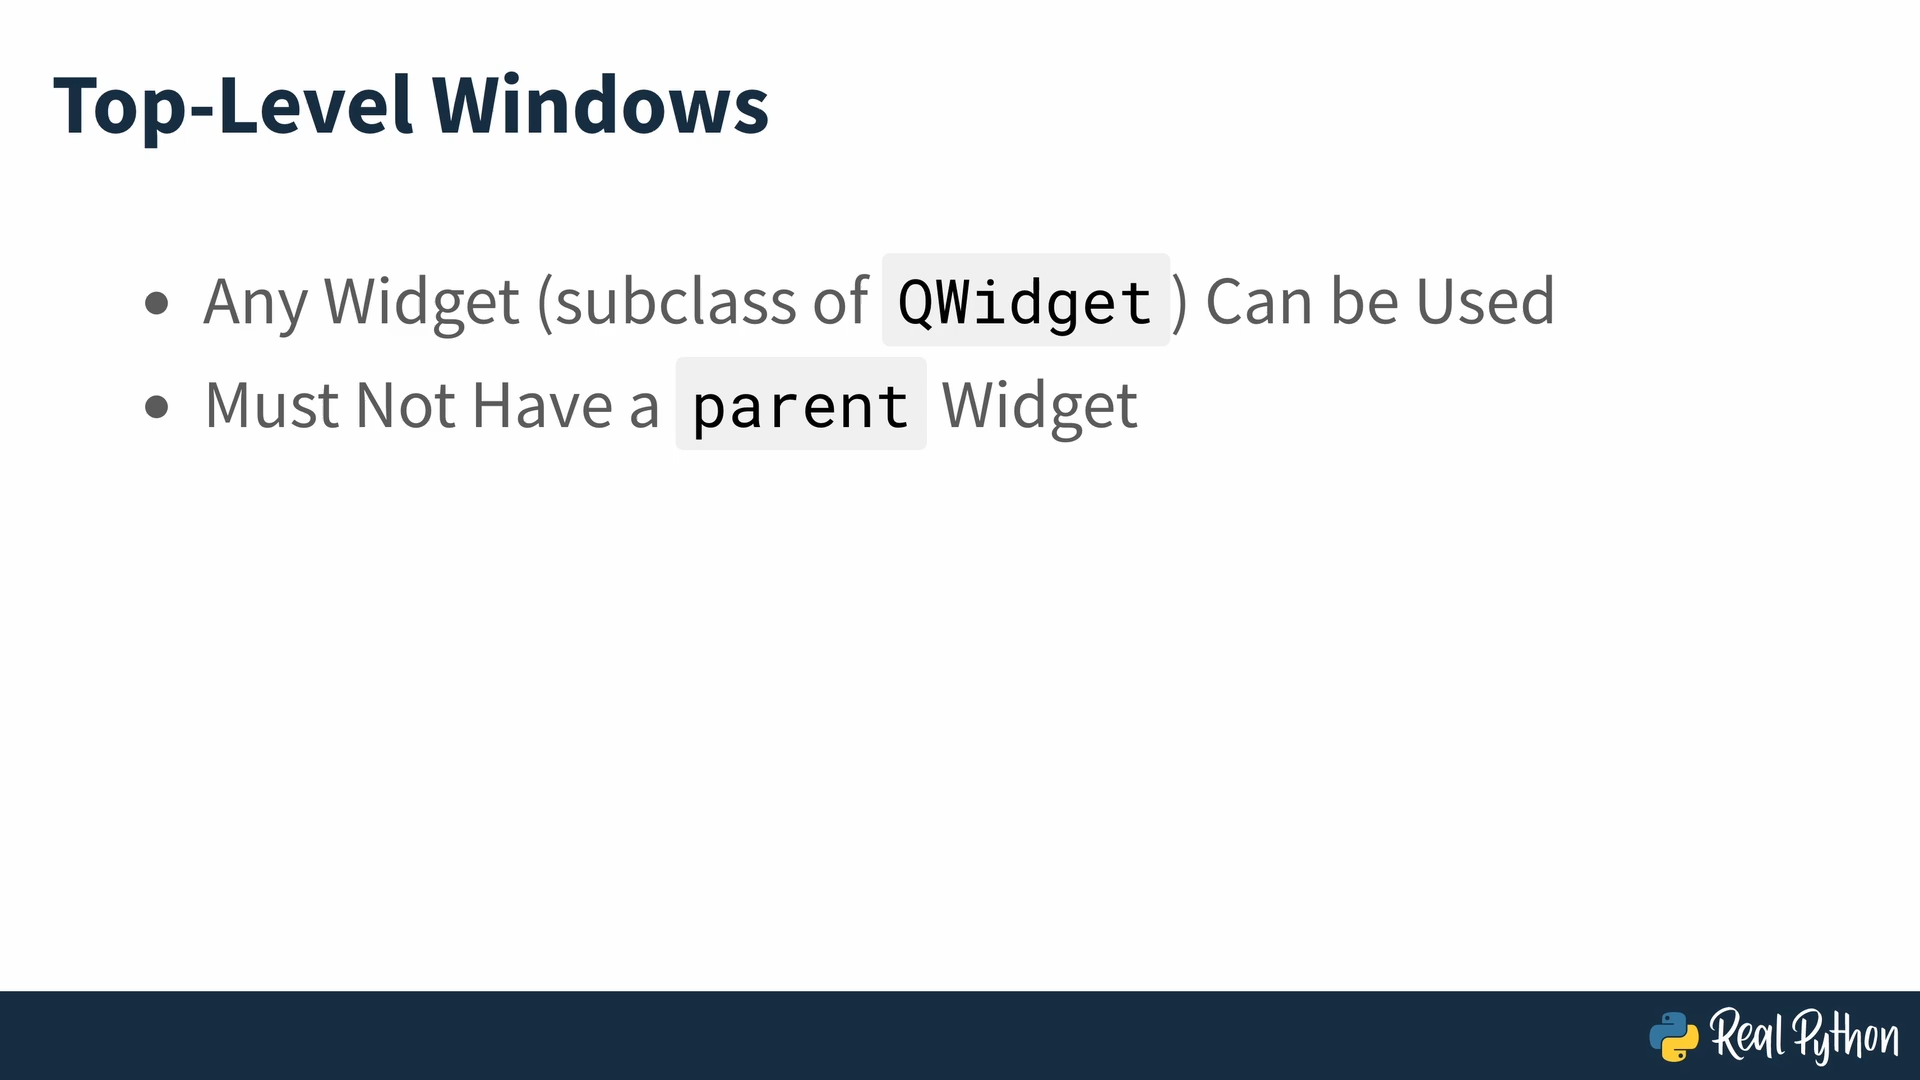 Top-Level Windows
• Any Widget (subclass of QWidget) Can be Used
• Must Not Have a parent Widget
Real Python